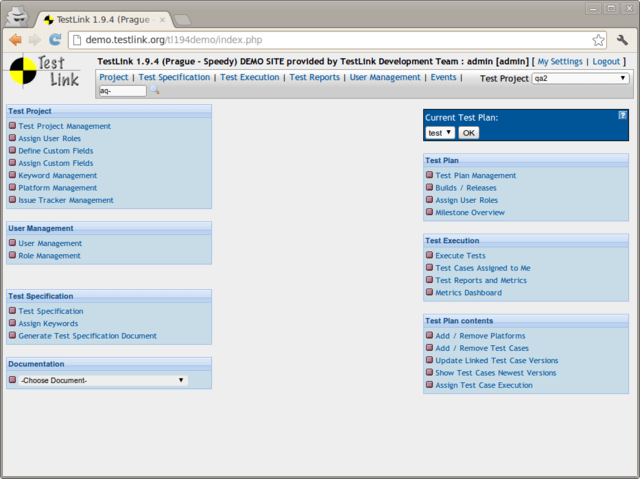 TestLink 1.9.4 (Prague -
demo.testlink.org/tl194demo/index.php
Test Link
TestLink 1.9.4 (Prague - Speedy) DEMO SITE provided by TestLink Development Team : admin [admin] [ My Settings | Logout ]
Project | Test Specification | Test Execution | Test Reports | User Management | Events |
Test Project qa2
aq-
Test Project
Test Project Management
Assign User Roles
Define Custom Fields
Assign Custom Fields
Keyword Management
Platform Management
Issue Tracker Management
User Management
User Management
Role Management
Test Specification
Test Specification
Assign Keywords
Generate Test Specification Document
Documentation
-Choose Document-
Current Test Plan:
?
test OK
Test Plan
Test Plan Management
Builds / Releases
Assign User Roles
Milestone Overview
Test Execution
Execute Tests
Test Cases Assigned to Me
Test Reports and Metrics
Metrics Dashboard
Test Plan contents
Add / Remove Platforms
Add / Remove Test Cases
Update Linked Test Case Versions
Show Test Cases Newest Versions
Assign Test Case Execution